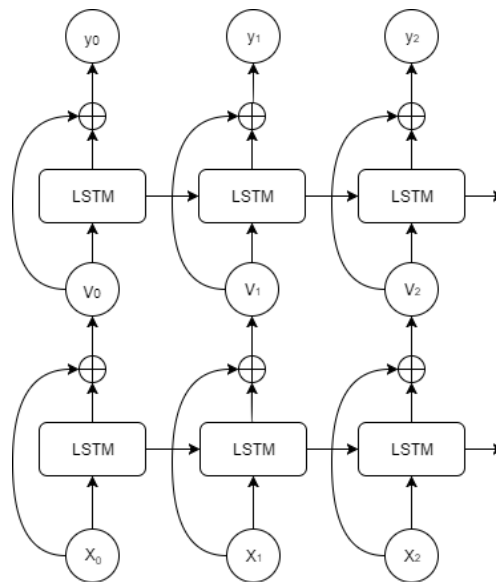 y₀ y₁ y₂
LSTM LSTM LSTM
V₀ V₁ V₂
LSTM LSTM LSTM
X₀ X₁ X₂